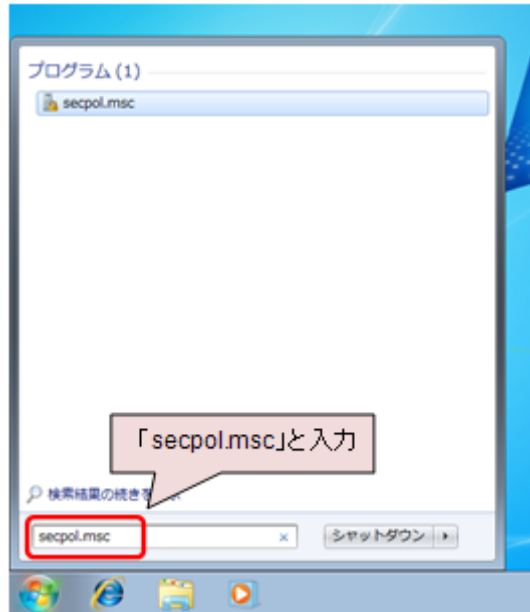 プログラム (1)
secpol.msc
「secpol.msc」と入力
検索結果の続きを
secpol.msc
シャットダウン